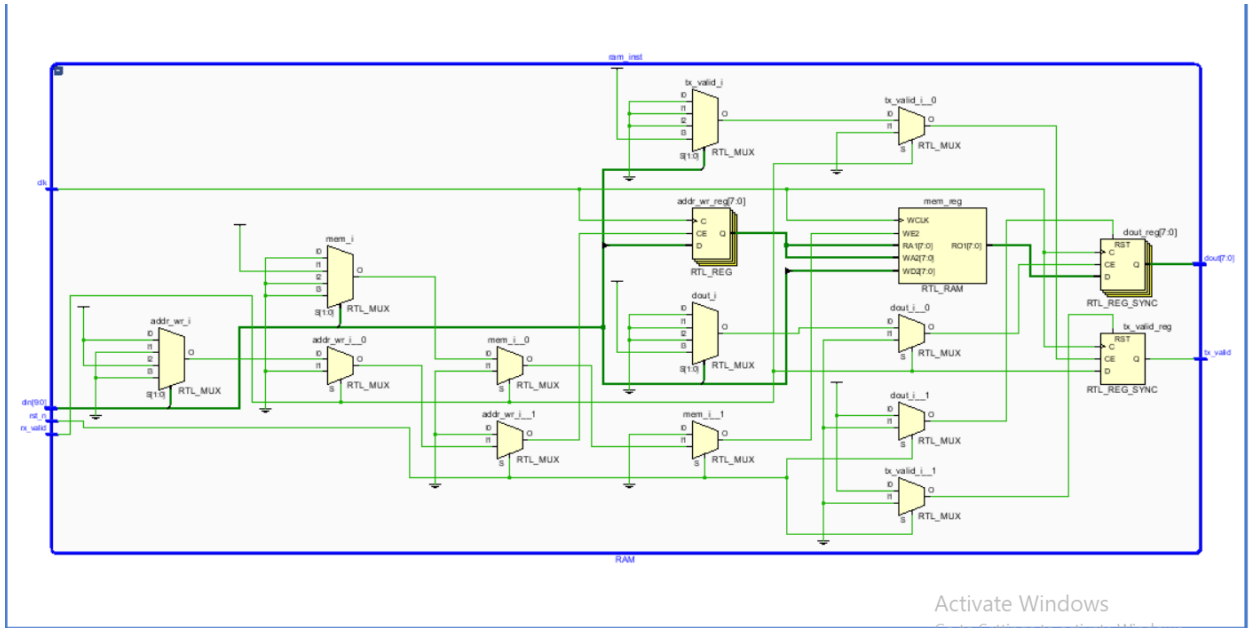 ram_inst
tx_valid_i
I0
I1
I2
I3
O
S[1:0]
RTL_MUX
tx_valid_i__0
I0
I1
O
S
RTL_MUX
clk
addr_wr_reg[7:0]
C
CE
D
Q
RTL_REG
mem_reg
WCLK
WE2
RA1[7:0]
WA2[7:0]
WD2[7:0]
RO1[7:0]
RTL_RAM
dout_reg[7:0]
RST
C
CE
D
Q
RTL_REG_SYNC
dout[7:0]
mem_i
I0
I1
I2
I3
O
S[1:0]
RTL_MUX
dout_i
I0
I1
I2
I3
O
S[1:0]
RTL_MUX
dout_i__0
I0
I1
O
S
RTL_MUX
tx_valid_reg
RST
C
CE
D
Q
RTL_REG_SYNC
tx_valid
addr_wr_i
I0
I1
I2
I3
O
S[1:0]
RTL_MUX
addr_wr_i__0
I0
I1
O
S
RTL_MUX
mem_i__0
I0
I1
O
S
RTL_MUX
din[9:0]
rst_n
rx_valid
addr_wr_i__1
I0
I1
O
S
RTL_MUX
mem_i__1
I0
I1
O
S
RTL_MUX
dout_i__1
I0
I1
O
S
RTL_MUX
tx_valid_i__1
I0
I1
O
S
RTL_MUX
RAM
Activate Windows